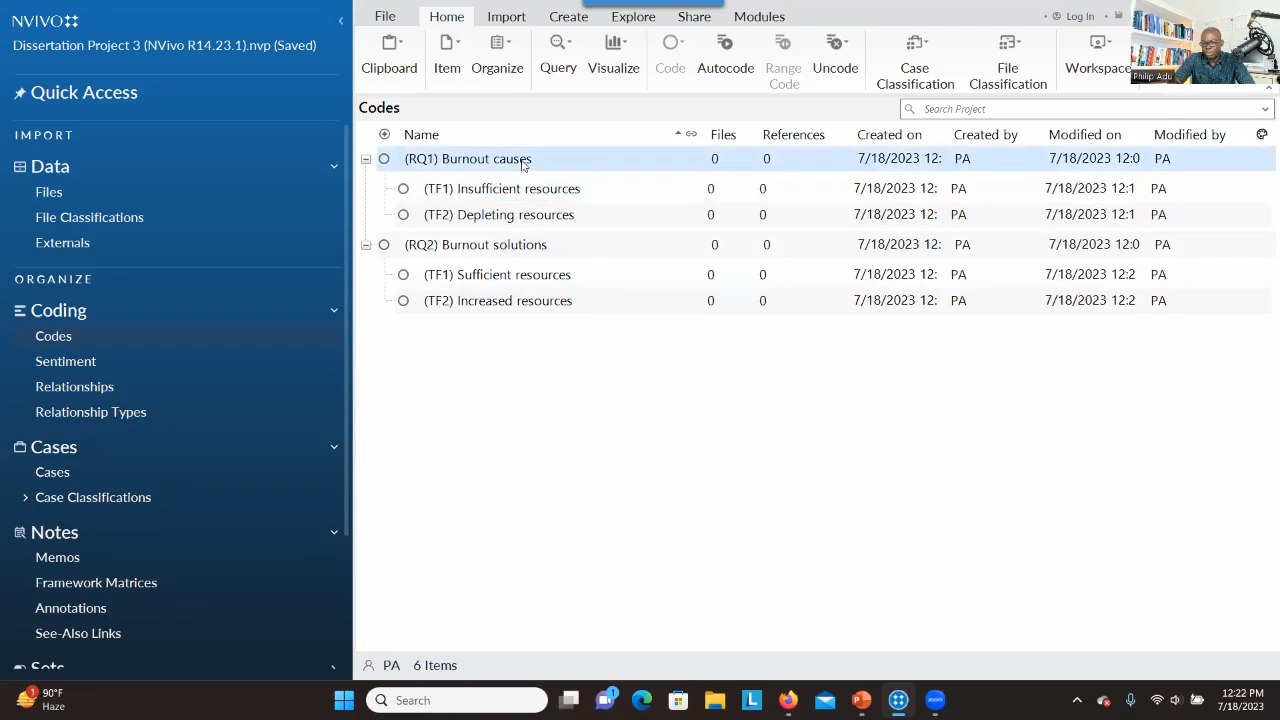 NVIVO
Dissertation Project 3 (NVivo R14.23.1).nvp (Saved)
Quick Access
IMPORT
Data
Files
File Classifications
Externals
ORGANIZE
Coding
Codes
Sentiment
Relationships
Relationship Types
Cases
Cases
Case Classifications
Notes
Memos
Framework Matrices
Annotations
See-Also Links
Sets
File Home Import Create Explore Share Modules Log In
Clipboard Item Organize Query Visualize Code Autocode Range Code Uncode Case Classification File Classification Workspace
Philip Adu
Codes
Search Project
Name Files References Created on Created by Modified on Modified by
(RQ1) Burnout causes 0 0 7/18/2023 12: PA 7/18/2023 12:0 PA
(TF1) Insufficient resources 0 0 7/18/2023 12: PA 7/18/2023 12:1 PA
(TF2) Depleting resources 0 0 7/18/2023 12: PA 7/18/2023 12:1 PA
(RQ2) Burnout solutions 0 0 7/18/2023 12: PA 7/18/2023 12:0 PA
(TF1) Sufficient resources 0 0 7/18/2023 12: PA 7/18/2023 12:2 PA
(TF2) Increased resources 0 0 7/18/2023 12: PA 7/18/2023 12:2 PA
PA 6 Items
1
90°F
Haze
Search
1
L
P
zoom
12:22 PM
7/18/2023